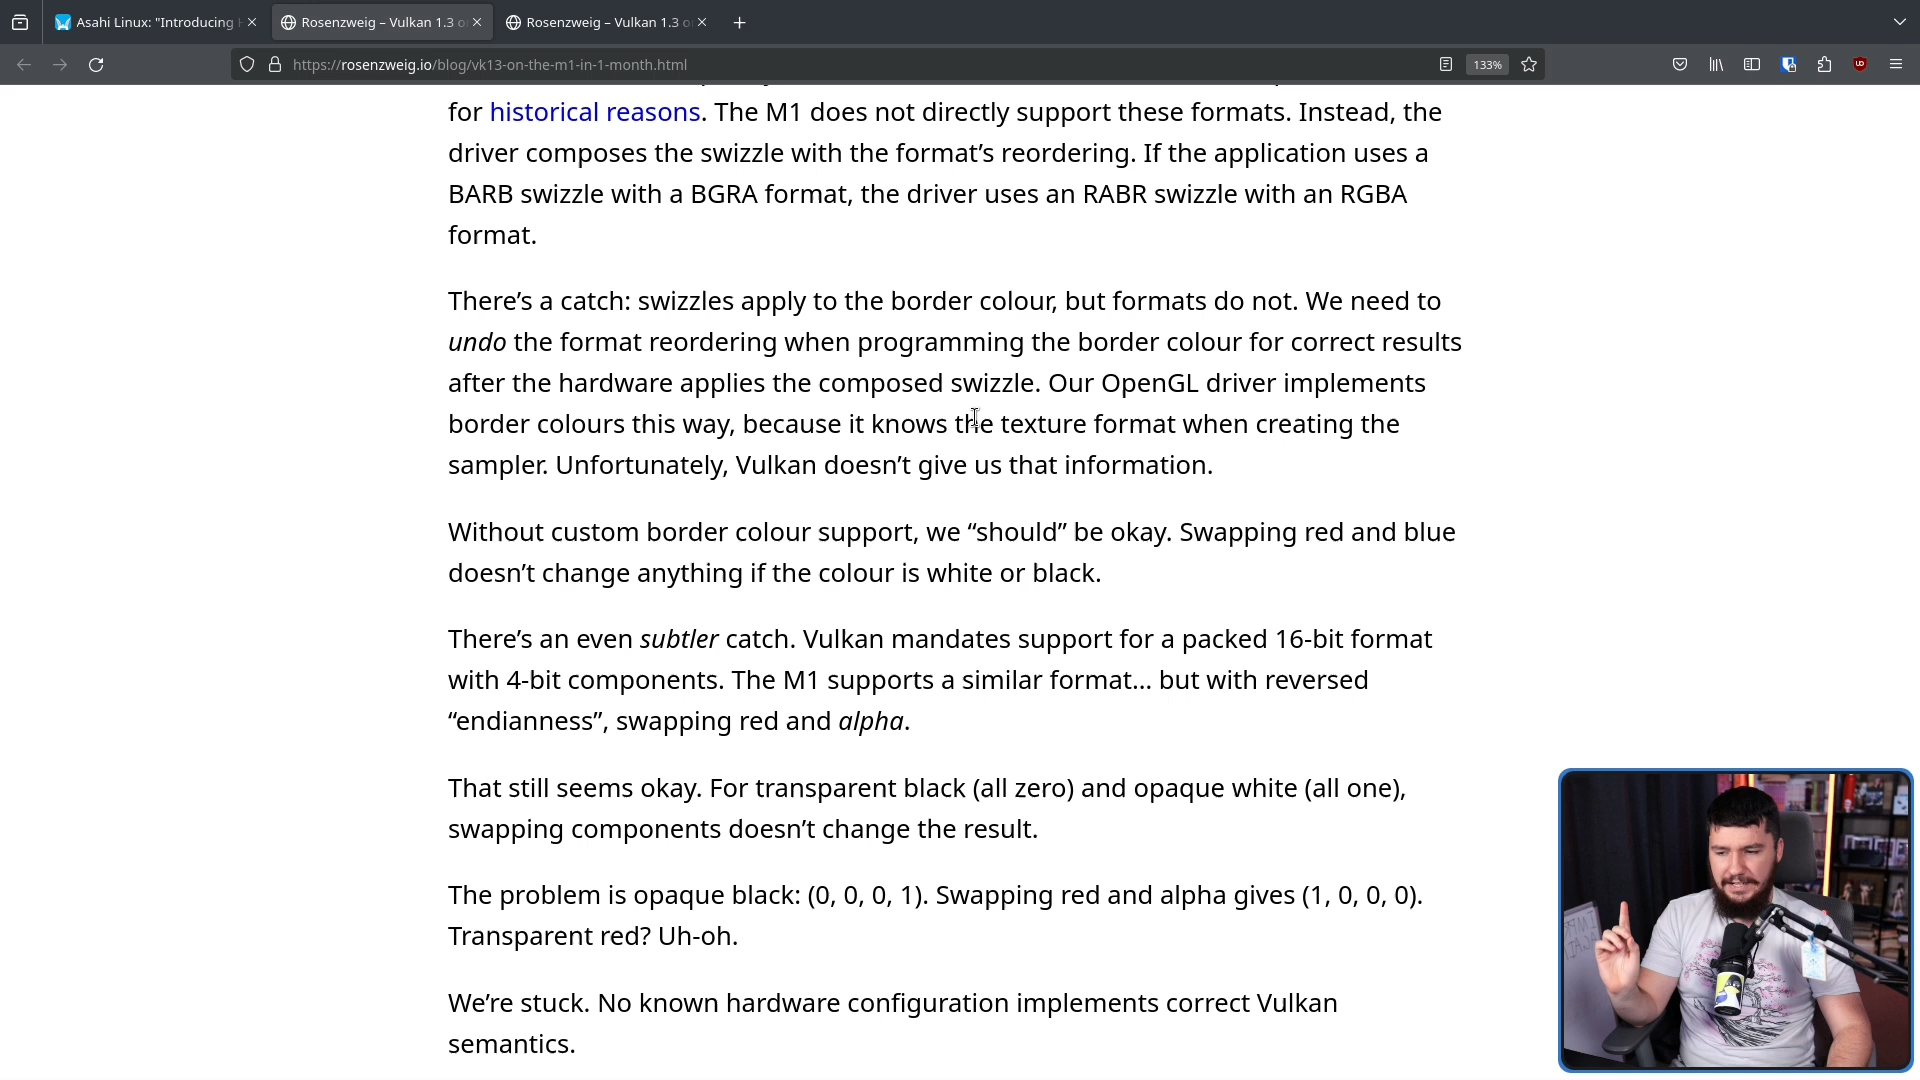 Asahi Linux: "Introducing
Rosenzweig – Vulkan 1.3 o
Rosenzweig – Vulkan 1.3 o
https://rosenzweig.io/blog/vk13-on-the-m1-in-1-month.html
133%
for historical reasons. The M1 does not directly support these formats. Instead, the
driver composes the swizzle with the format’s reordering. If the application uses a
BARB swizzle with a BGRA format, the driver uses an RABR swizzle with an RGBA
format.
There’s a catch: swizzles apply to the border colour, but formats do not. We need to
undo the format reordering when programming the border colour for correct results
after the hardware applies the composed swizzle. Our OpenGL driver implements
border colours this way, because it knows the texture format when creating the
sampler. Unfortunately, Vulkan doesn’t give us that information.
Without custom border colour support, we “should” be okay. Swapping red and blue
doesn’t change anything if the colour is white or black.
There’s an even subtler catch. Vulkan mandates support for a packed 16-bit format
with 4-bit components. The M1 supports a similar format… but with reversed
“endianness”, swapping red and alpha.
That still seems okay. For transparent black (all zero) and opaque white (all one),
swapping components doesn’t change the result.
The problem is opaque black: (0, 0, 0, 1). Swapping red and alpha gives (1, 0, 0, 0).
Transparent red? Uh-oh.
We’re stuck. No known hardware configuration implements correct Vulkan
semantics.